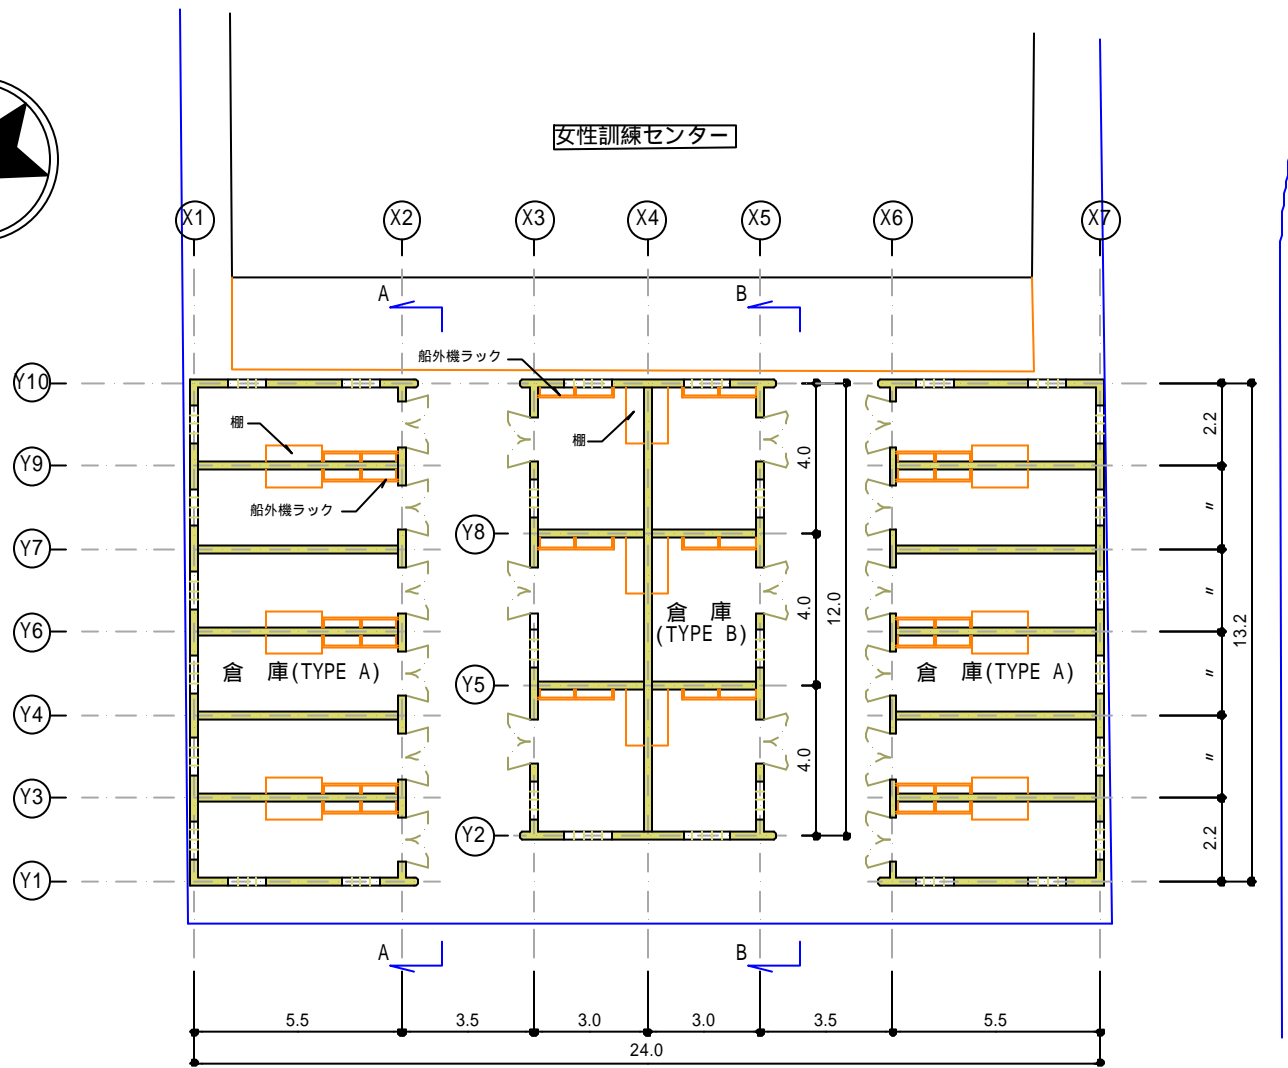 女性訓練センター
X1
X2
X3
X4
X5
X6
X7
A
B
船外機ラック
Y10
棚
棚
2.2
4.0
Y9
船外機ラック
〃
Y8
Y7
〃
4.0
12.0
倉 庫
(TYPE B)
Y6
13.2
倉 庫(TYPE A)
倉 庫(TYPE A)
〃
Y5
Y4
〃
4.0
Y3
2.2
Y2
Y1
A
B
5.5
3.5
3.0
3.0
3.5
5.5
24.0